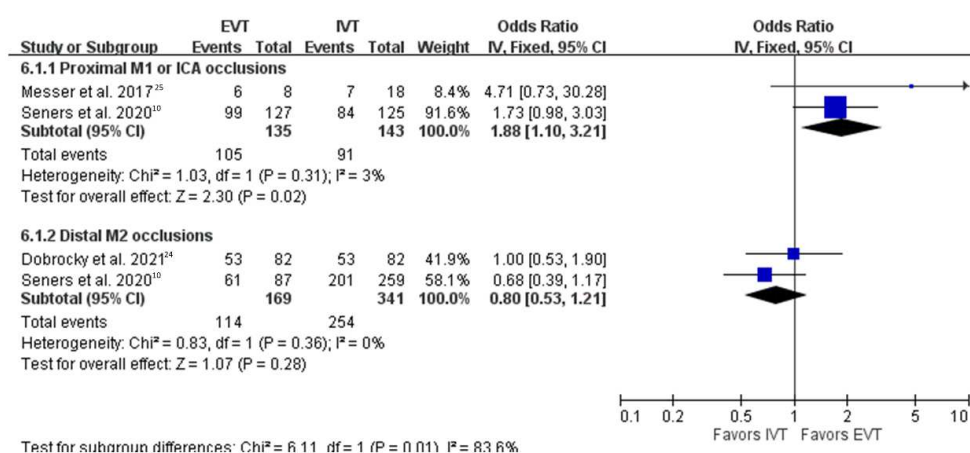 EVT IVT Odds Ratio Odds Ratio
Study or Subgroup Events Total Events Total Weight IV, Fixed, 95% CI IV, Fixed, 95% CI
6.1.1 Proximal M1 or ICA occlusions
Messer et al. 2017²⁵ 6 8 7 18 8.4% 4.71 [0.73, 30.28]
Seners et al. 2020¹⁰ 99 127 84 125 91.6% 1.73 [0.98, 3.03]
Subtotal (95% CI) 135 143 100.0% 1.88 [1.10, 3.21]
Total events 105 91
Heterogeneity: Chi² = 1.03, df = 1 (P = 0.31); I² = 3%
Test for overall effect: Z = 2.30 (P = 0.02)
6.1.2 Distal M2 occlusions
Dobrocky et al. 2021²⁴ 53 82 53 82 41.9% 1.00 [0.53, 1.90]
Seners et al. 2020¹⁰ 61 87 201 259 58.1% 0.68 [0.39, 1.17]
Subtotal (95% CI) 169 341 100.0% 0.80 [0.53, 1.21]
Total events 114 254
Heterogeneity: Chi² = 0.83, df = 1 (P = 0.36); I² = 0%
Test for overall effect: Z = 1.07 (P = 0.28)
0.1 0.2 0.5 1 2 5 10
Favors IVT Favors EVT
Test for subgroup differences: Chi² = 6.11, df = 1 (P = 0.01), I² = 83.6%